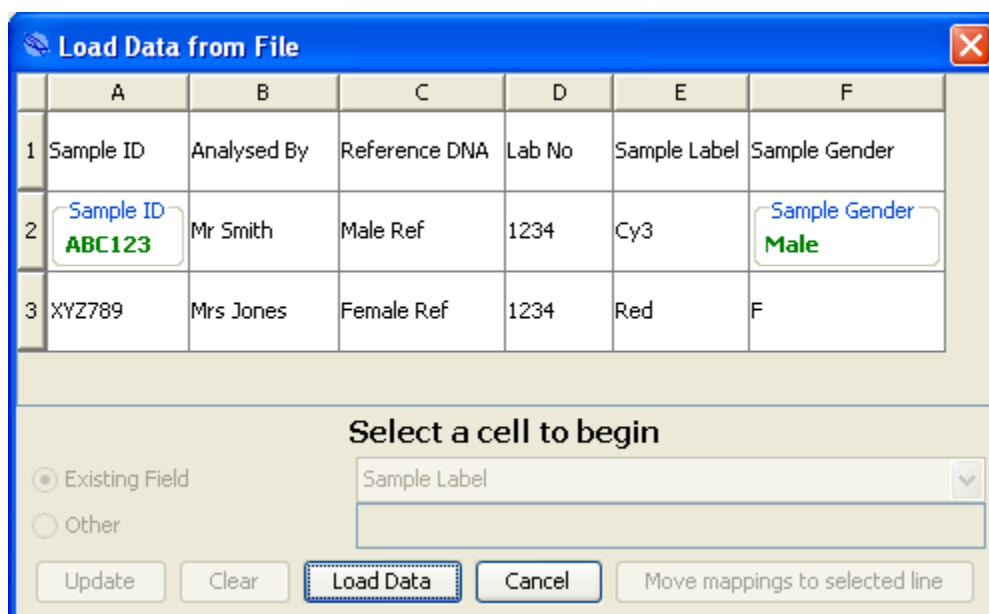 Load Data from File
A B C D E F
1 Sample ID Analysed By Reference DNA Lab No Sample Label Sample Gender
Sample ID Sample Gender
2 ABC123 Mr Smith Male Ref 1234 Cy3 Male
3 XYZ789 Mrs Jones Female Ref 1234 Red F
Select a cell to begin
Existing Field Sample Label
Other
Update Clear Load Data Cancel Move mappings to selected line